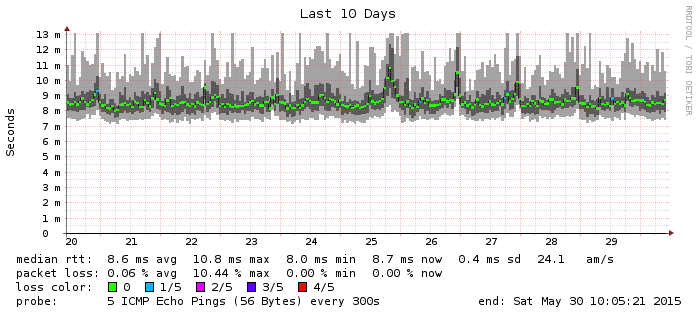 Last 10 Days
RRDTOOL / TOBI OETIKER
Seconds
13 m
12 m
11 m
10 m
9 m
8 m
7 m
6 m
5 m
4 m
3 m
2 m
1 m
0
20 21 22 23 24 25 26 27 28 29
median rtt: 8.6 ms avg 10.8 ms max 8.0 ms min 8.7 ms now 0.4 ms sd 24.1 am/s
packet loss: 0.06 % avg 10.44 % max 0.00 % min 0.00 % now
loss color: 0 1/5 2/5 3/5 4/5
probe: 5 ICMP Echo Pings (56 Bytes) every 300s end: Sat May 30 10:05:21 2015